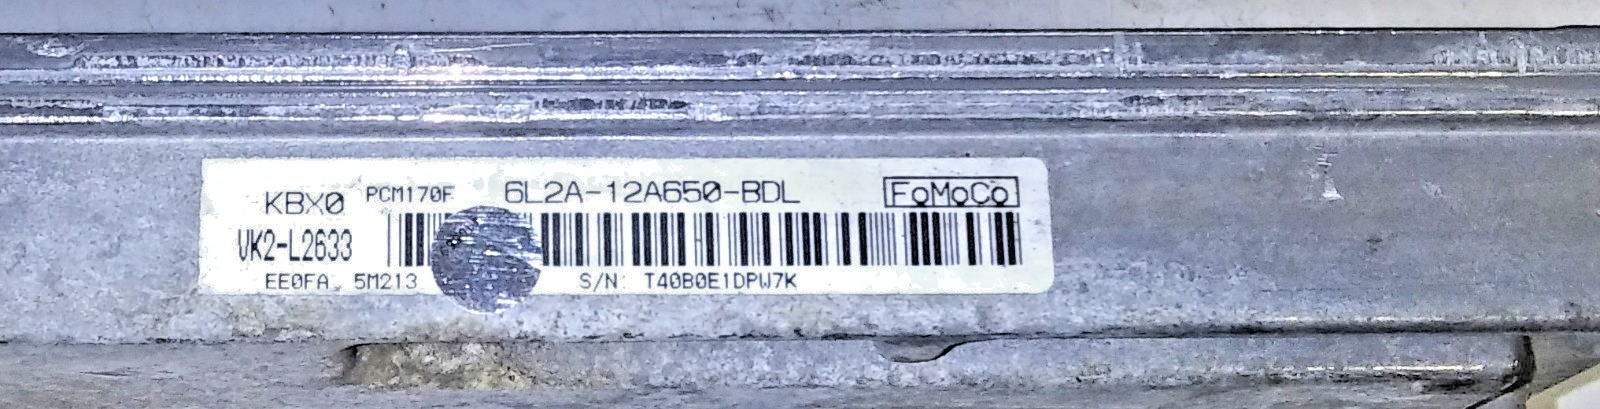 KBX0 PCM170F 6L2A-12A650-BDL FoMoCo
VK2-L2633
EE0FA 5M213 S/N: T40B0E1DPW7K